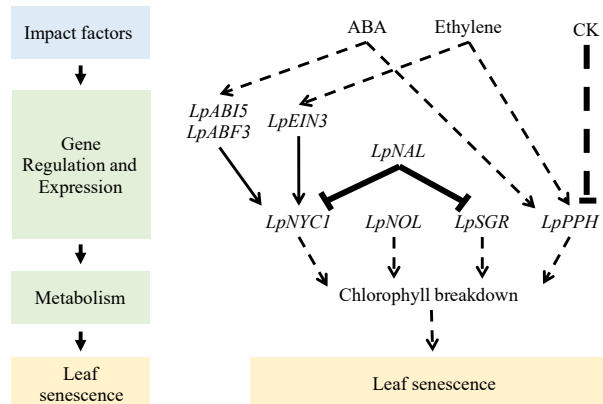 Impact factors
Gene
Regulation and
Expression
Metabolism
Leaf
senescence
ABA
Ethylene
CK
LpABI5
LpABF3
LpEIN3
LpNAL
LpNYC1
LpNOL
LpSGR
LpPPH
Chlorophyll breakdown
Leaf senescence